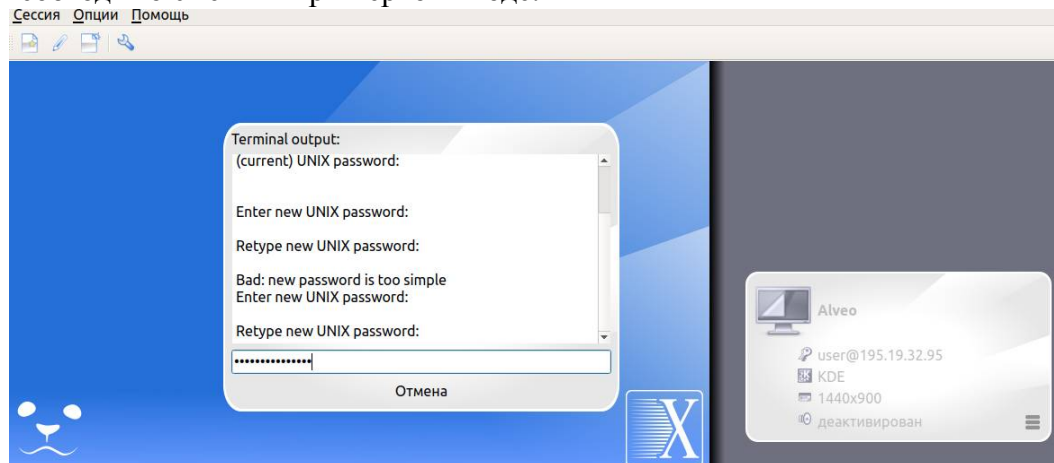 Сессия Опции Помощь
Terminal output:
(current) UNIX password:
Enter new UNIX password:
Retype new UNIX password:
Bad: new password is too simple
Enter new UNIX password:
Retype new UNIX password:
•••••••••••••••
Отмена
X
Alveo
user@195.19.32.95
KDE
1440x900
деактивирован